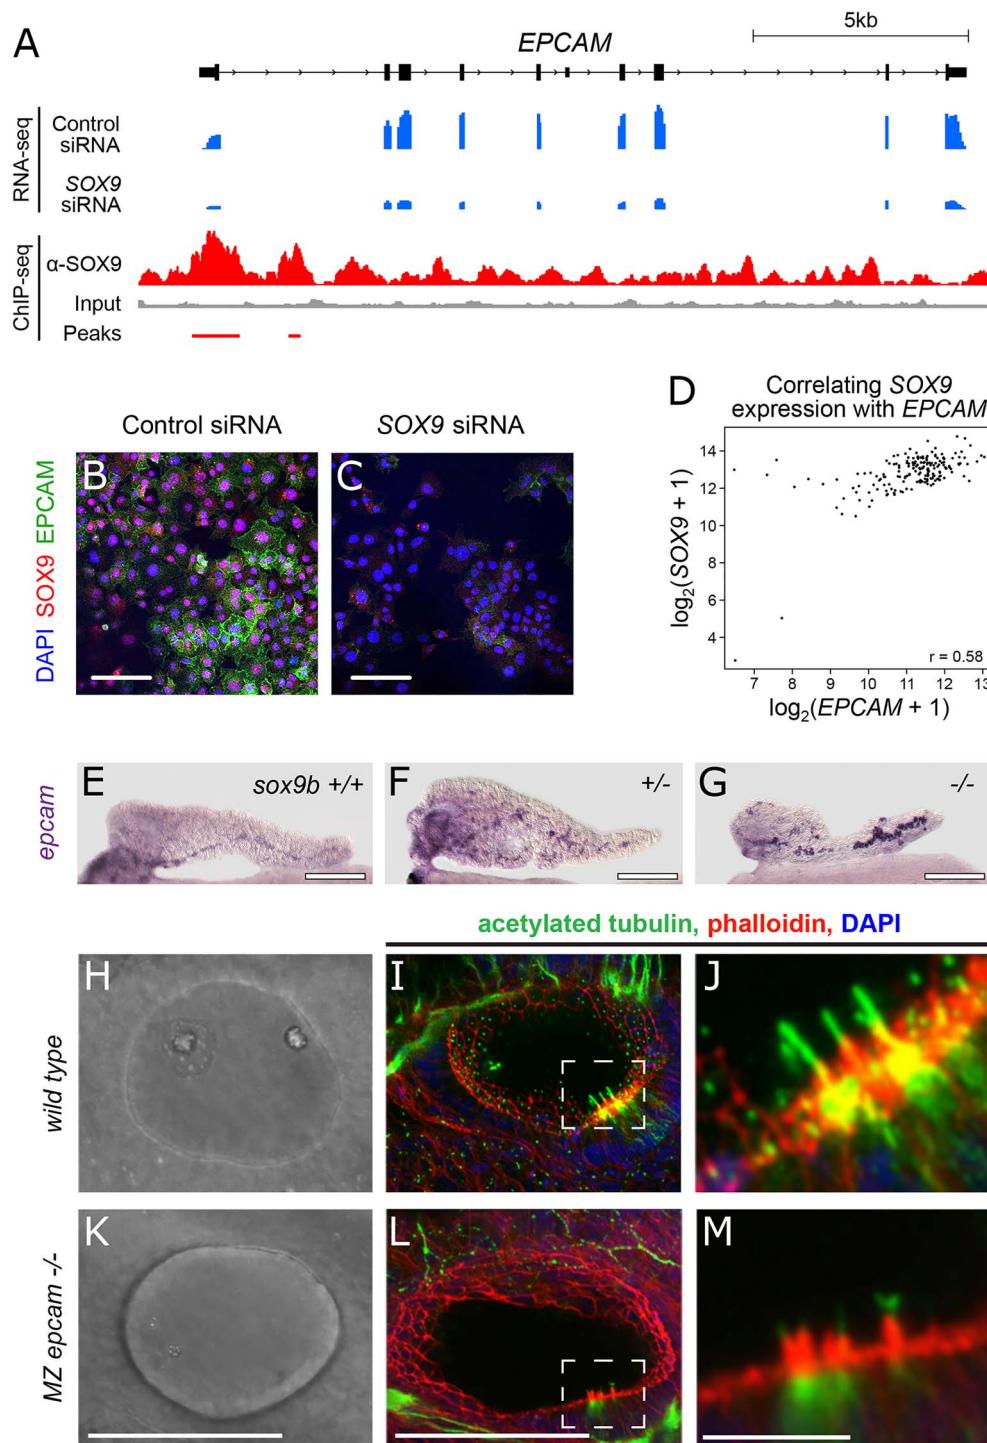 A
EPCAM
5kb
RNA-seq
Control
siRNA
SOX9
siRNA
ChIP-seq
α-SOX9
Input
Peaks
Control siRNA
SOX9 siRNA
DAPI SOX9 EPCAM
B
C
D
Correlating SOX9
expression with EPCAM
log2(SOX9 + 1)
14
12
10
8
6
4
r = 0.58
7 8 9 10 11 12 13
log2(EPCAM + 1)
epcam
E
sox9b +/+
F
+/-
G
-/-
acetylated tubulin, phalloidin, DAPI
wild type
H
I
J
MZ epcam -/-
K
L
M